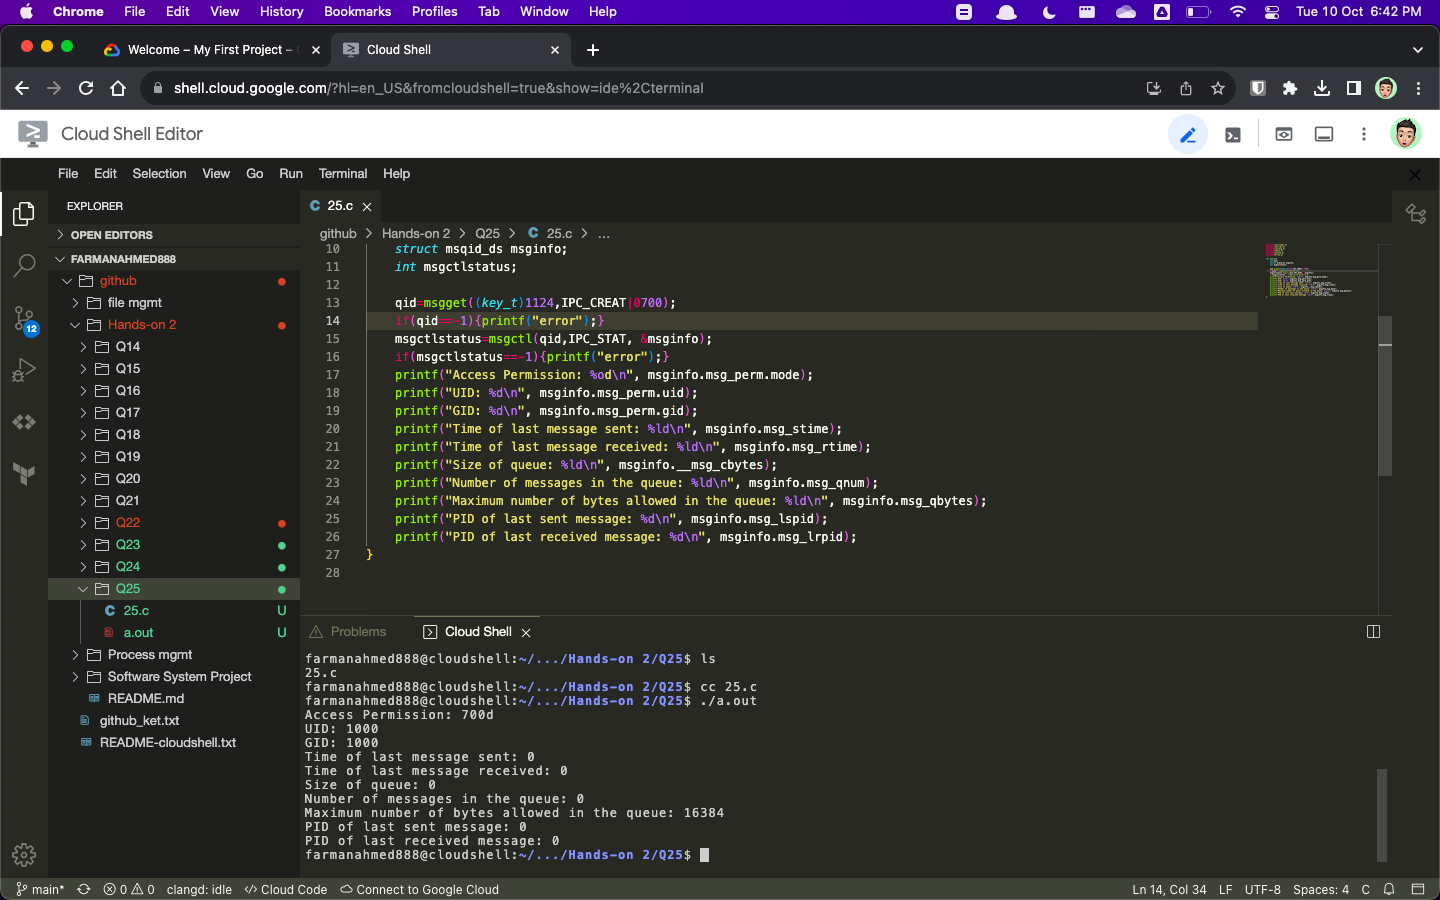 Chrome File Edit View History Bookmarks Profiles Tab Window Help Tue 10 Oct 6:42 PM
Welcome – My First Project – Cloud Shell
shell.cloud.google.com/?hl=en_US&fromcloudshell=true&show=ide%2Cterminal
Cloud Shell Editor
File Edit Selection View Go Run Terminal Help
EXPLORER
OPEN EDITORS
FARMANAHMED888
github
file mgmt
Hands-on 2
Q14
Q15
Q16
Q17
Q18
Q19
Q20
Q21
Q22
Q23
Q24
Q25
25.c U
a.out U
Process mgmt
Software System Project
README.md
github_ket.txt
README-cloudshell.txt
12
C 25.c
github > Hands-on 2 > Q25 > C 25.c > ...
10 struct msqid_ds msginfo;
11 int msgctlstatus;
12
13 qid=msgget((key_t)1124,IPC_CREAT|0700);
14 if(qid==-1){printf("error");}
15 msgctlstatus=msgctl(qid,IPC_STAT, &msginfo);
16 if(msgctlstatus==-1){printf("error");}
17 printf("Access Permission: %od\n", msginfo.msg_perm.mode);
18 printf("UID: %d\n", msginfo.msg_perm.uid);
19 printf("GID: %d\n", msginfo.msg_perm.gid);
20 printf("Time of last message sent: %ld\n", msginfo.msg_stime);
21 printf("Time of last message received: %ld\n", msginfo.msg_rtime);
22 printf("Size of queue: %ld\n", msginfo.__msg_cbytes);
23 printf("Number of messages in the queue: %ld\n", msginfo.msg_qnum);
24 printf("Maximum number of bytes allowed in the queue: %ld\n", msginfo.msg_qbytes);
25 printf("PID of last sent message: %d\n", msginfo.msg_lspid);
26 printf("PID of last received message: %d\n", msginfo.msg_lrpid);
27 }
28
Problems Cloud Shell
farmanahmed888@cloudshell:~/.../Hands-on 2/Q25$ ls
25.c
farmanahmed888@cloudshell:~/.../Hands-on 2/Q25$ cc 25.c
farmanahmed888@cloudshell:~/.../Hands-on 2/Q25$ ./a.out
Access Permission: 700d
UID: 1000
GID: 1000
Time of last message sent: 0
Time of last message received: 0
Size of queue: 0
Number of messages in the queue: 0
Maximum number of bytes allowed in the queue: 16384
PID of last sent message: 0
PID of last received message: 0
farmanahmed888@cloudshell:~/.../Hands-on 2/Q25$
main* 0 0 clangd: idle Cloud Code Connect to Google Cloud Ln 14, Col 34 LF UTF-8 Spaces: 4 C